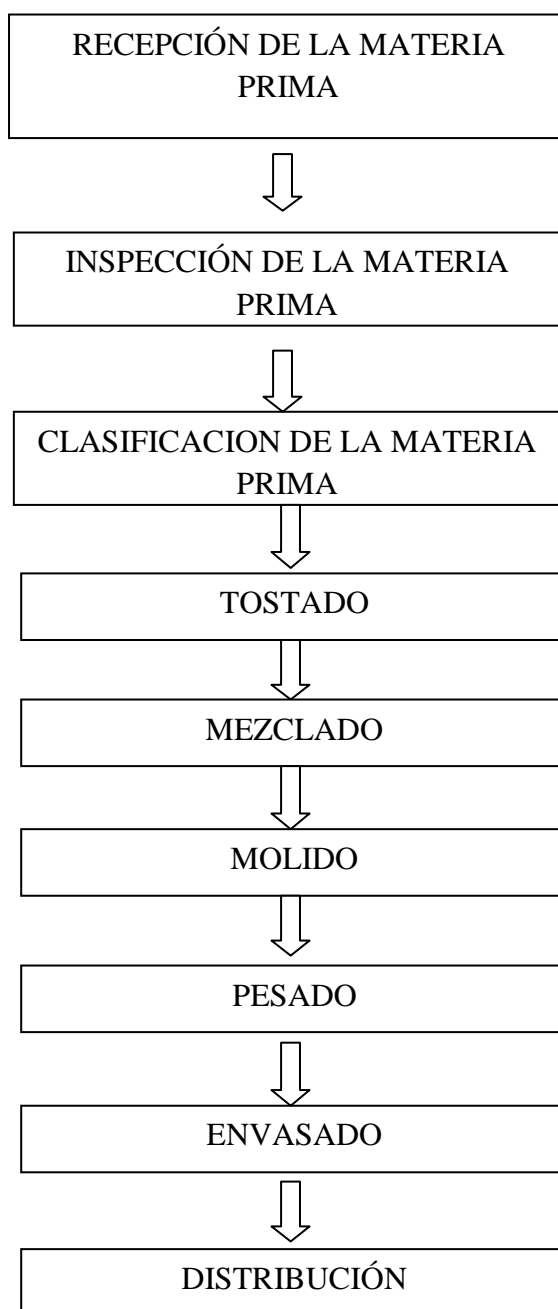 RECEPCIÓN DE LA MATERIA
PRIMA
INSPECCIÓN DE LA MATERIA
PRIMA
CLASIFICACION DE LA MATERIA
PRIMA
TOSTADO
MEZCLADO
MOLIDO
PESADO
ENVASADO
DISTRIBUCIÓN